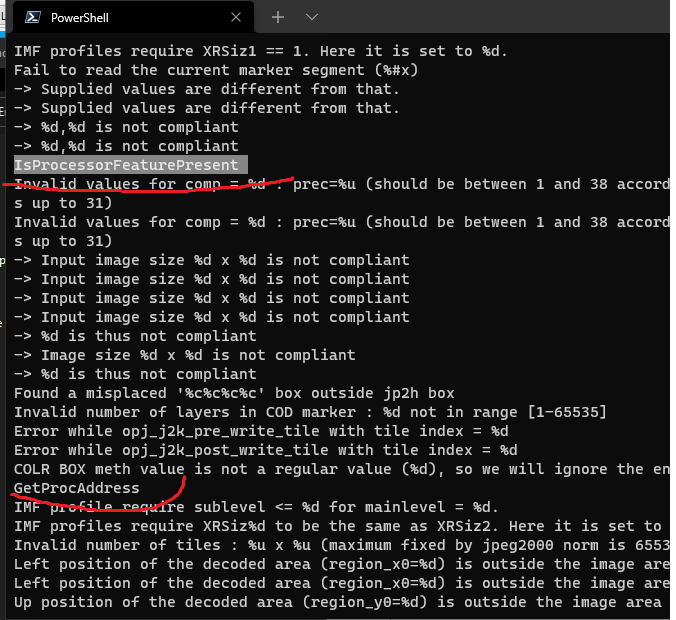 PowerShell
IMF profiles require XRSiz1 == 1. Here it is set to %d.
Fail to read the current marker segment (%#x)
-> Supplied values are different from that.
-> Supplied values are different from that.
-> %d,%d is not compliant
-> %d,%d is not compliant
IsProcessorFeaturePresent
Invalid values for comp = %d : prec=%u (should be between 1 and 38 accord
s up to 31)
Invalid values for comp = %d : prec=%u (should be between 1 and 38 accord
s up to 31)
-> Input image size %d x %d is not compliant
-> Input image size %d x %d is not compliant
-> Input image size %d x %d is not compliant
-> Input image size %d x %d is not compliant
-> %d is thus not compliant
-> Image size %d x %d is not compliant
-> %d is thus not compliant
Found a misplaced '%c%c%c%c' box outside jp2h box
Invalid number of layers in COD marker : %d not in range [1-65535]
Error while opj_j2k_pre_write_tile with tile index = %d
Error while opj_j2k_post_write_tile with tile index = %d
COLR BOX meth value is not a regular value (%d), so we will ignore the en
GetProcAddress
IMF profile require sublevel <= %d for mainlevel = %d.
IMF profiles require XRSiz%d to be the same as XRSiz2. Here it is set to
Invalid number of tiles : %u x %u (maximum fixed by jpeg2000 norm is 6553
Left position of the decoded area (region_x0=%d) is outside the image are
Left position of the decoded area (region_x0=%d) is outside the image are
Up position of the decoded area (region_y0=%d) is outside the image area